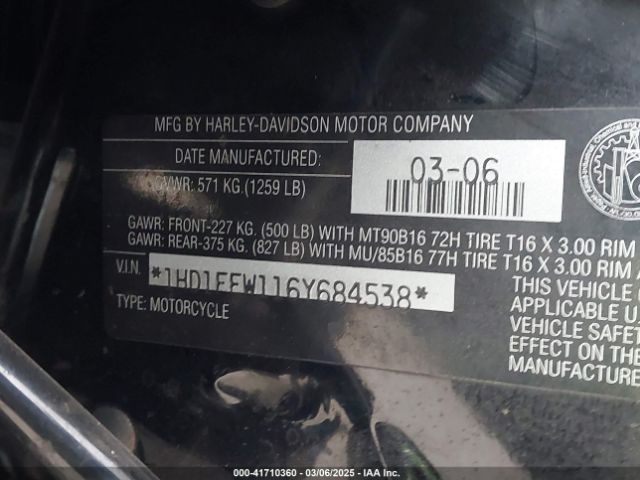 MFG BY HARLEY-DAVIDSON MOTOR COMPANY
DATE MANUFACTURED:
03-06
GVWR: 571 KG.(1259 LB)
GAWR: FRONT-227 KG. (500 LB) WITH MT90B16 72H TIRE T16 X 3.00 RIM
GAWR: REAR-375 KG. (827 LB) WITH MU/85B16 77H TIRE T16 X 3.00 RIM
V.I.N.
*1HD1FFW116Y684538*
TYPE: MOTORCYCLE
THIS VEHICLE
APPLICABLE U.
VEHICLE SAFET
EFFECT ON THE
MANUFACTURE
000-41710360 | 03/06/2025 | IAA Inc.